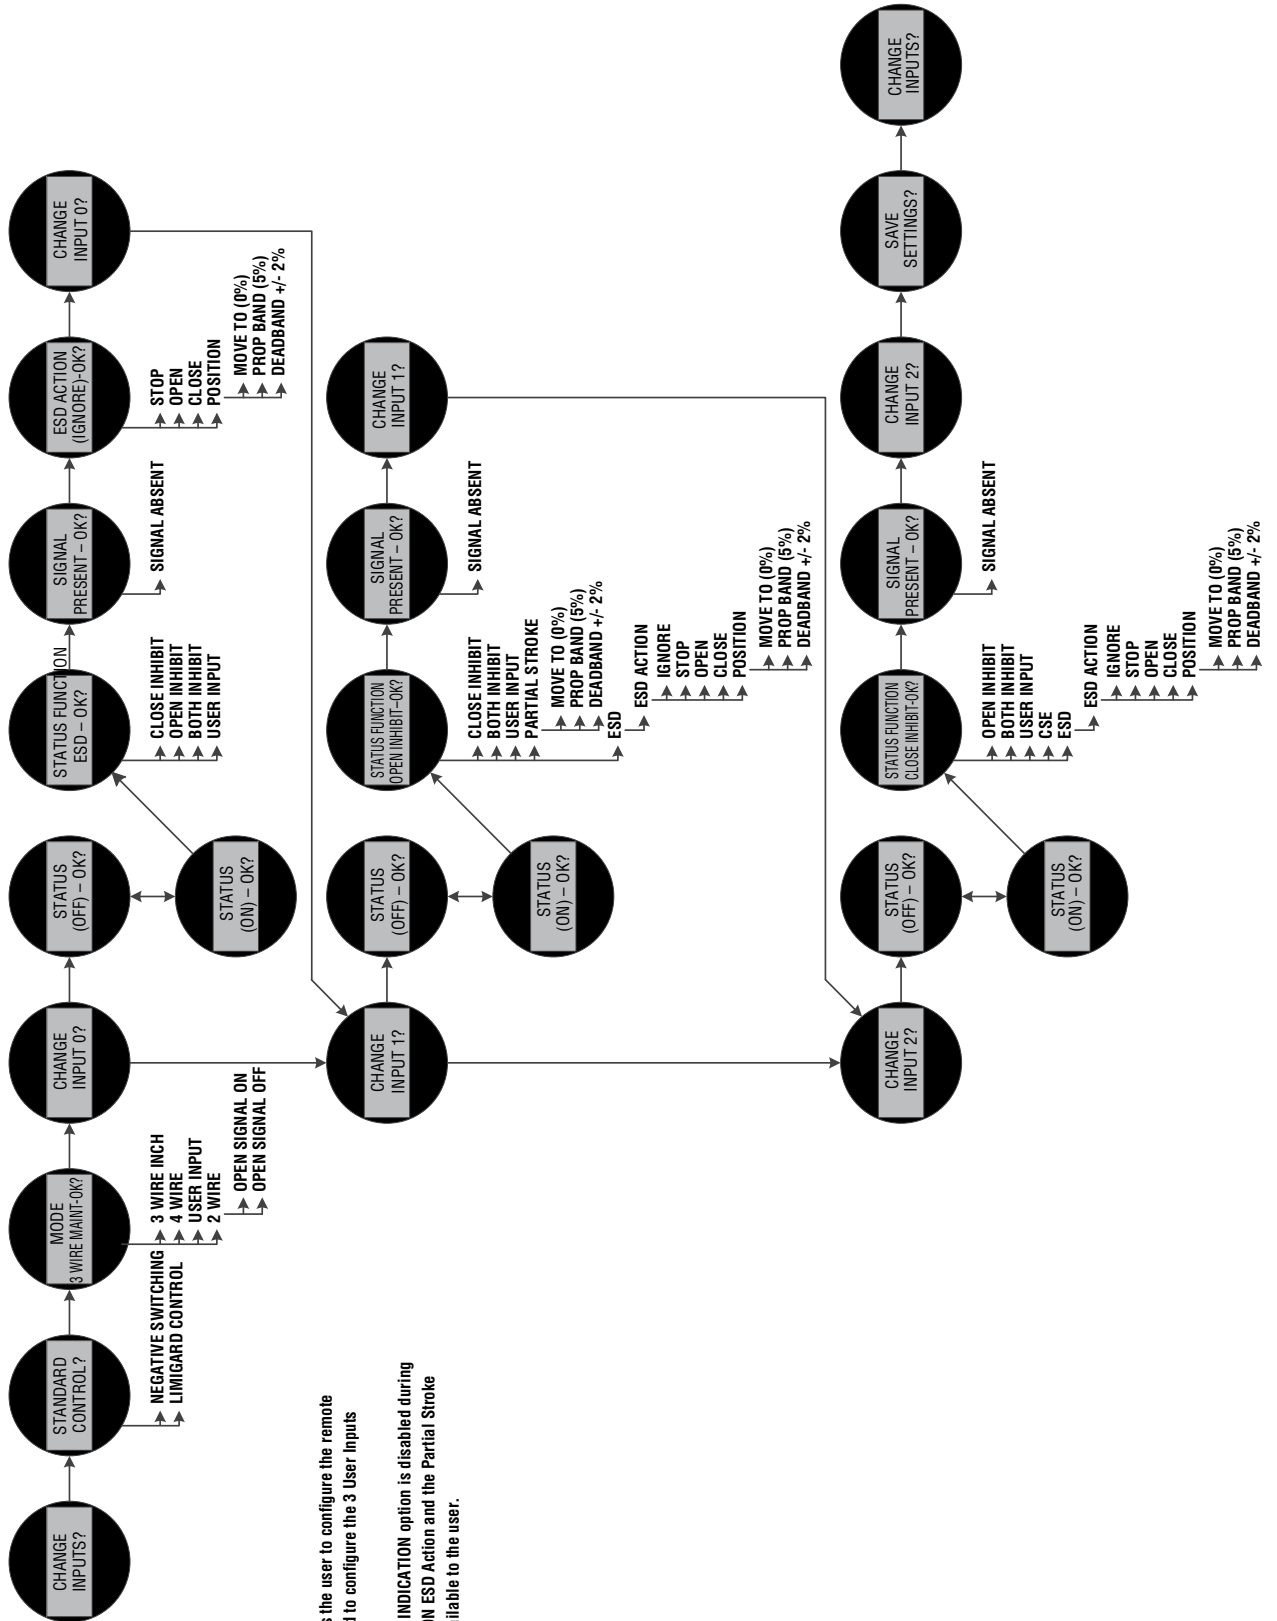 CHANGE
INPUTS?
STANDARD
CONTROL?
NEGATIVE SWITCHING
LIMIGARD CONTROL
MODE
3 WIRE MAINT-OK?
3 WIRE INCH
4 WIRE
USER INPUT
2 WIRE
OPEN SIGNAL ON
OPEN SIGNAL OFF
CHANGE
INPUT 0?
STATUS
(OFF) – OK?
STATUS
(ON) – OK?
STATUS FUNCTION
ESD – OK?
CLOSE INHIBIT
OPEN INHIBIT
BOTH INHIBIT
USER INPUT
SIGNAL
PRESENT – OK?
SIGNAL ABSENT
ESD ACTION
(IGNORE)-OK?
STOP
OPEN
CLOSE
POSITION
MOVE TO (0%)
PROP BAND (5%)
DEADBAND +/- 2%
CHANGE
INPUT 0?
s the user to configure the remote
d to configure the 3 User Inputs
INDICATION option is disabled during
ON ESD Action and the Partial Stroke
ilable to the user.
CHANGE
INPUT 1?
STATUS
(OFF) – OK?
STATUS
(ON) – OK?
STATUS FUNCTION
OPEN INHIBIT–OK?
CLOSE INHIBIT
BOTH INHIBIT
USER INPUT
PARTIAL STROKE
MOVE TO (0%)
PROP BAND (5%)
DEADBAND +/- 2%
ESD
ESD ACTION
IGNORE
STOP
OPEN
CLOSE
POSITION
MOVE TO (0%)
PROP BAND (5%)
DEADBAND +/- 2%
SIGNAL
PRESENT – OK?
SIGNAL ABSENT
CHANGE
INPUT 1?
CHANGE
INPUT 2?
STATUS
(OFF) – OK?
STATUS
(ON) – OK?
STATUS FUNCTION
CLOSE INHIBIT-OK?
OPEN INHIBIT
BOTH INHIBIT
USER INPUT
CSE
ESD
ESD ACTION
IGNORE
STOP
OPEN
CLOSE
POSITION
MOVE TO (0%)
PROP BAND (5%)
DEADBAND +/- 2%
SIGNAL
PRESENT – OK?
SIGNAL ABSENT
CHANGE
INPUT 2?
SAVE
SETTINGS?
CHANGE
INPUTS?